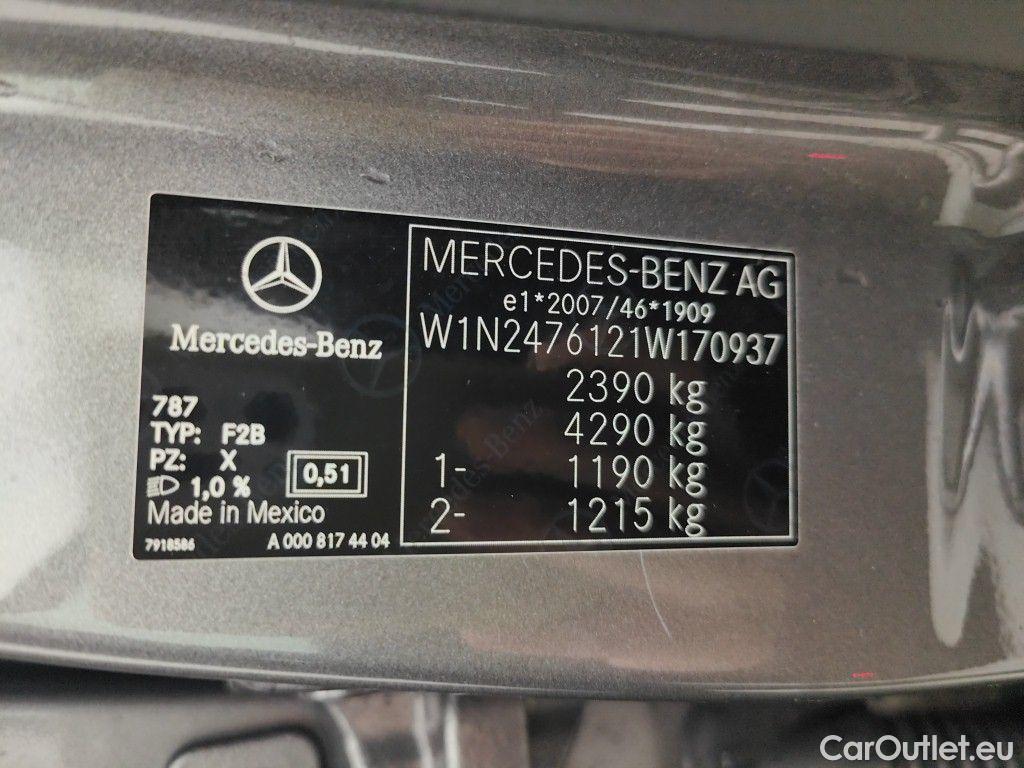 Mercedes-Benz
787
TYP: F2B
PZ: X
1,0 %
0,51
Made in Mexico
7918586
A 000 817 44 04
MERCEDES-BENZ AG
e1*2007/46*1909
W1N2476121W170937
2390 kg
4290 kg
1- 1190 kg
2- 1215 kg
CarOutlet.eu